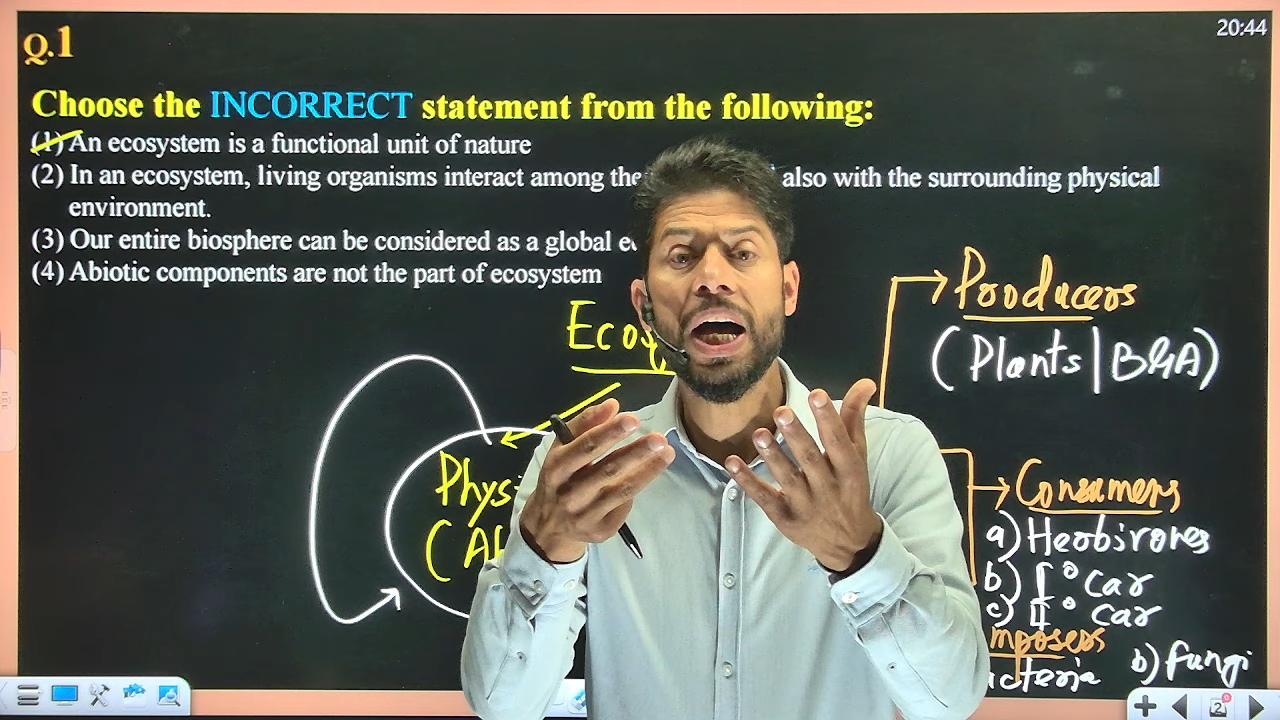 20:44
Q.1
Choose the INCORRECT statement from the following:
(1) An ecosystem is a functional unit of nature
(2) In an ecosystem, living organisms interact among also with the surrounding physical
environment.
(3) Our entire biosphere can be considered as a global
(4) Abiotic components are not the part of ecosystem
Producers
(Plants | BGA)
Consumers
a) Herbivores
b) I° Car
c) II° Car
b) fungi
2